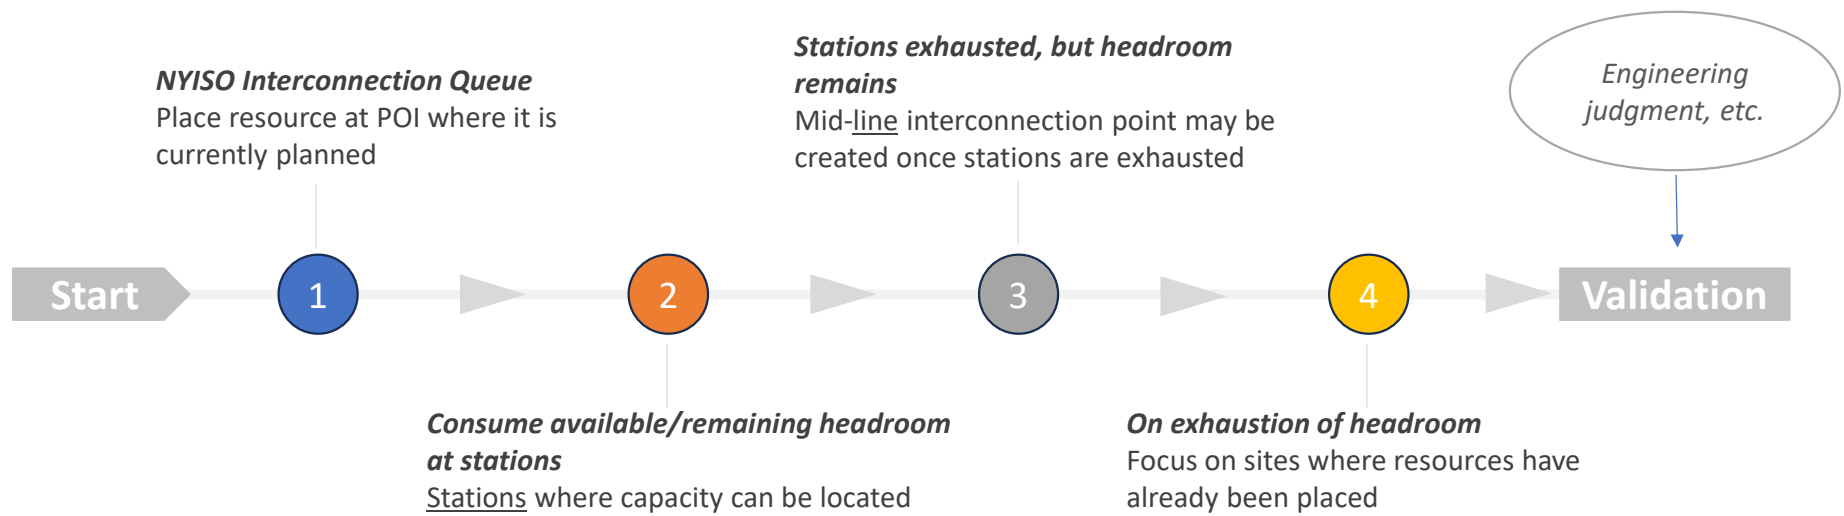 NYISO Interconnection Queue
Place resource at POI where it is
currently planned
Stations exhausted, but headroom
remains
Mid-line interconnection point may be
created once stations are exhausted
Engineering
judgment, etc.
Start
1
2
3
4
Validation
Consume available/remaining headroom
at stations
Stations where capacity can be located
On exhaustion of headroom
Focus on sites where resources have
already been placed